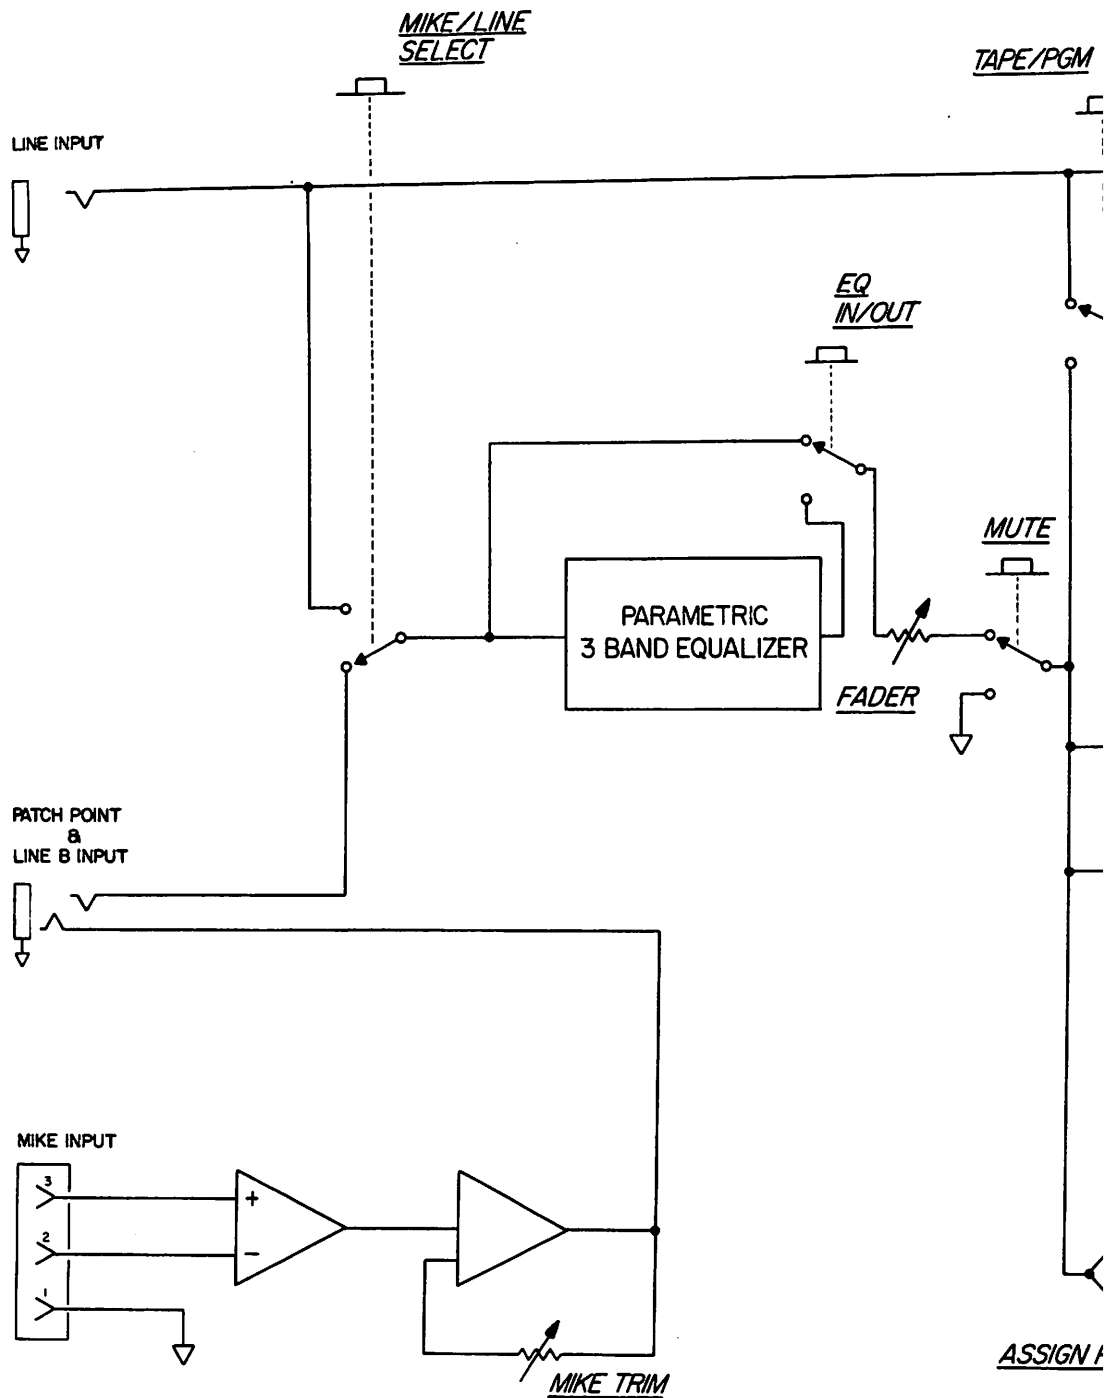 MIKE/LINE
SELECT
TAPE/PGM
LINE INPUT
EQ
IN/OUT
MUTE
PARAMETRIC
3 BAND EQUALIZER
FADER
PATCH POINT
&
LINE B INPUT
MIKE INPUT
3
+
2
−
1
MIKE TRIM
ASSIGN